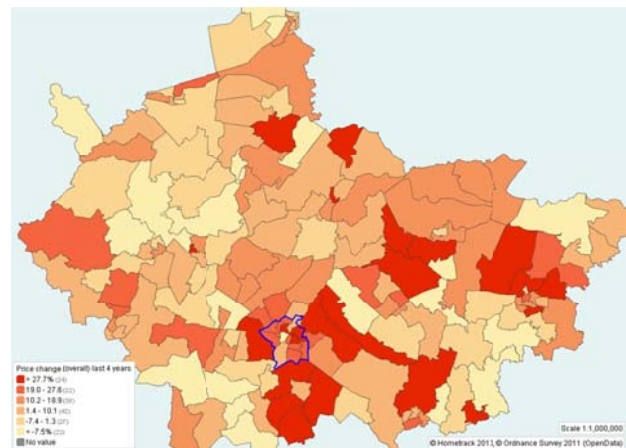 Price change (overall) last 4 years
> 27.7% (24)
19.0 - 27.6 (22)
10.2 - 18.9 (39)
1.4 - 10.1 (42)
-7.4 - 1.3 (27)
< -7.5% (22)
No value
Scale 1:1,000,000
© Hometrack 2013, © Ordnance Survey 2011 (OpenData)